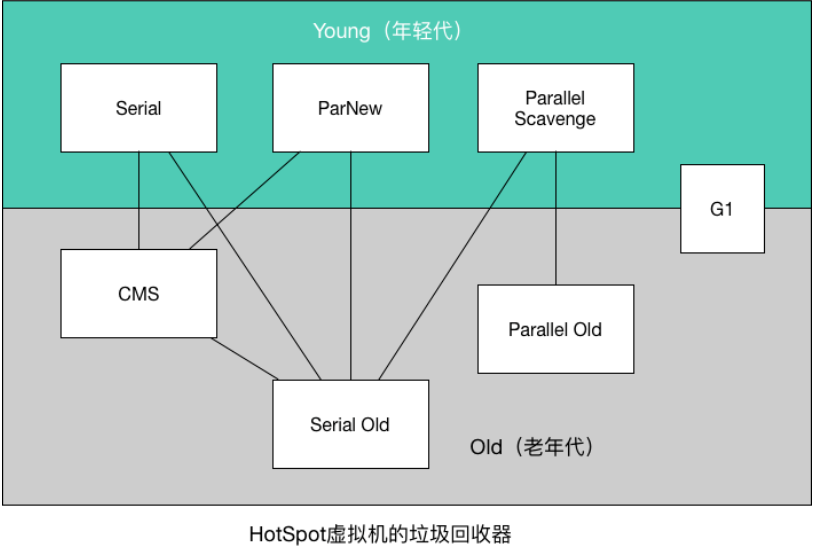 Young（年轻代）
Serial
ParNew
Parallel
Scavenge
G1
CMS
Parallel Old
Serial Old
Old（老年代）
HotSpot虚拟机的垃圾回收器